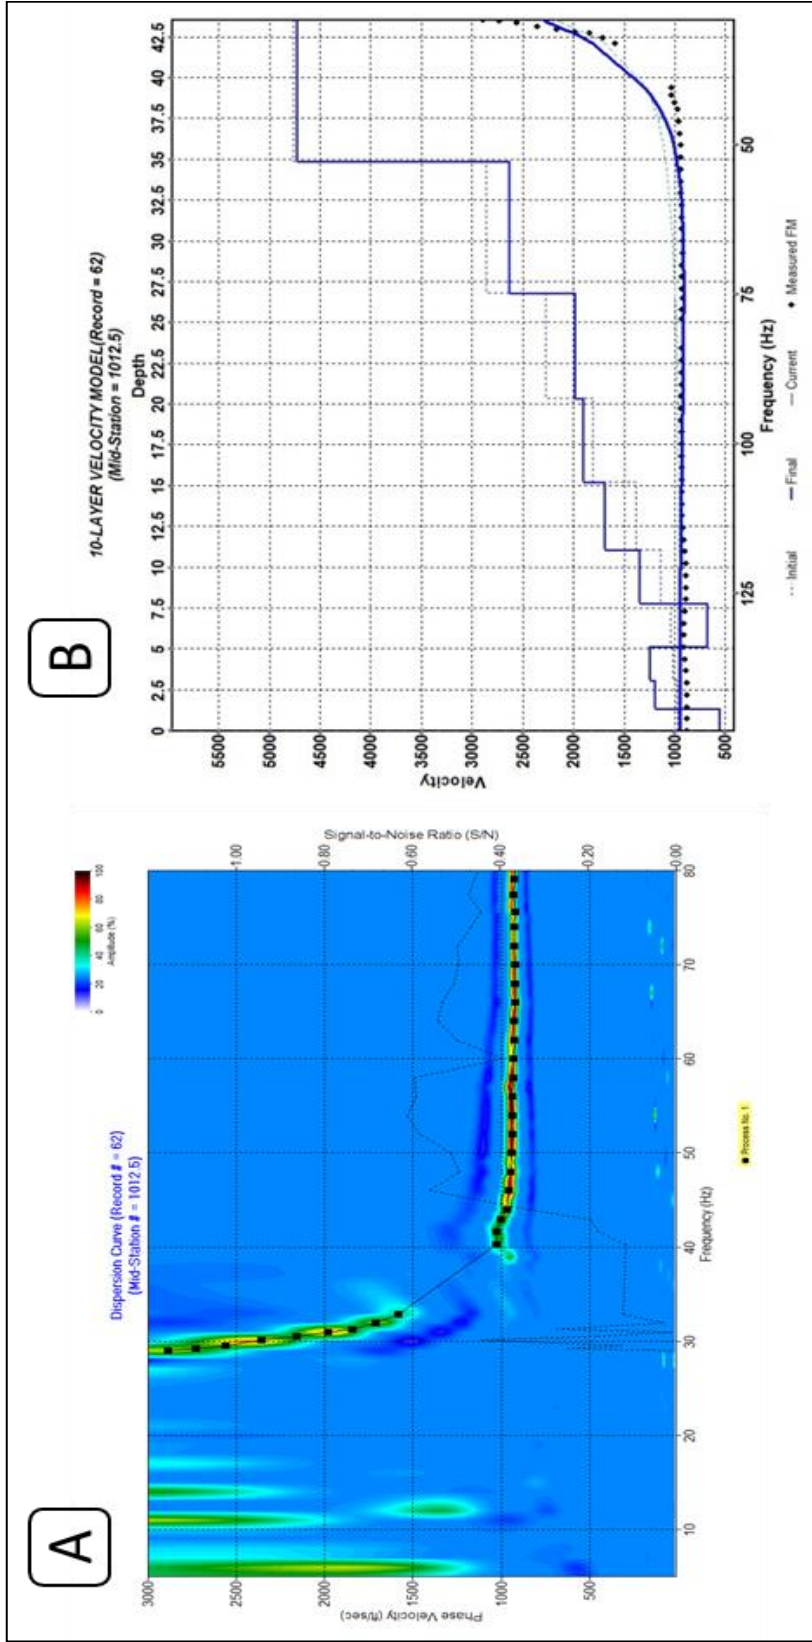 A
Dispersion Curve (Record # = 62)
(Mid-Station # = 1012.5)
0 20 40 60 80 100
Amplitude (%)
Phase Velocity (ft/sec)
3000
2500
2000
1500
1000
500
10 20 30 40 50 60 70 80
Frequency (Hz)
Signal-to-Noise Ratio (S/N)
1.00
0.80
0.60
0.40
0.20
0.00
Process No. 1
B
10-LAYER VELOCITY MODEL(Record = 62)
(Mid-Station = 1012.5)
Depth
0 2.5 5 7.5 10 12.5 15 17.5 20 22.5 25 27.5 30 32.5 35 37.5 40 42.5
Velocity
5500
5000
4500
4000
3500
3000
2500
2000
1500
1000
500
125 100 75 50
Frequency (Hz)
Initial Final Current Measured FM